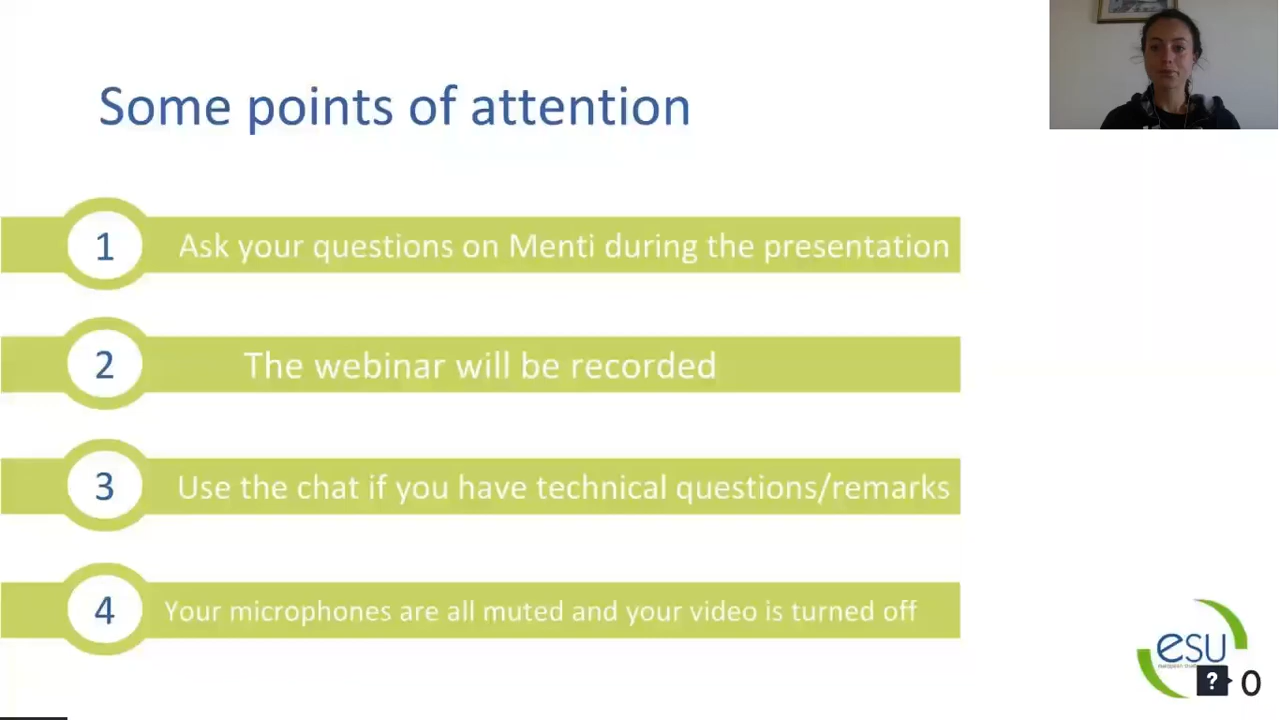 Some points of attention
1
Ask your questions on Menti during the presentation
2
The webinar will be recorded
3
Use the chat if you have technical questions/remarks
4
Your microphones are all muted and your video is turned off
esu
? 0